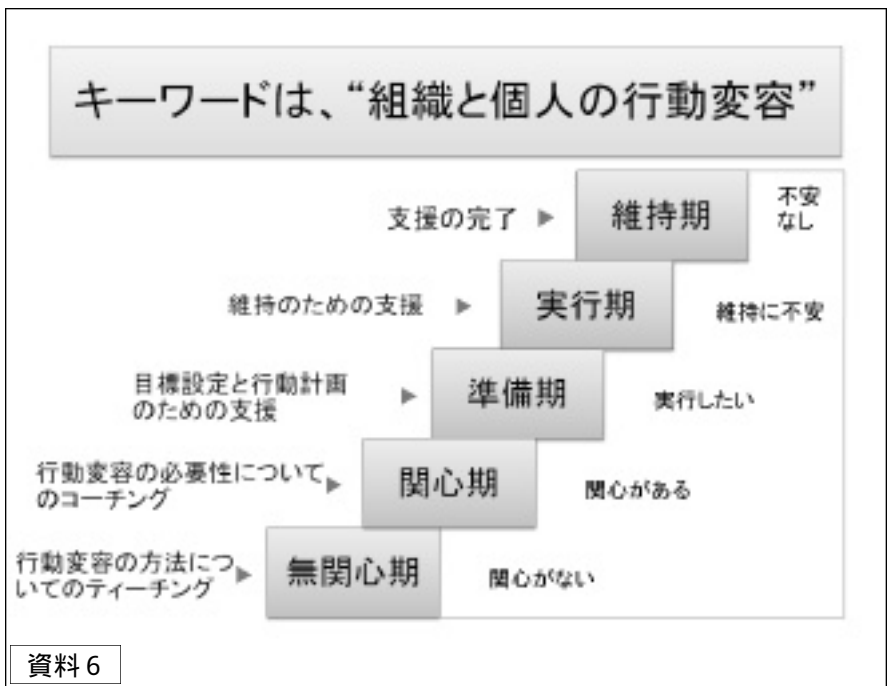 キーワードは、“組織と個人の行動変容”
支援の完了
維持期
不安
なし
維持のための支援
実行期
維持に不安
目標設定と行動計画
のための支援
準備期
実行したい
行動変容の必要性について
のコーチング
関心期
関心がある
行動変容の方法につ
いてのティーチング
無関心期
関心がない
資料6